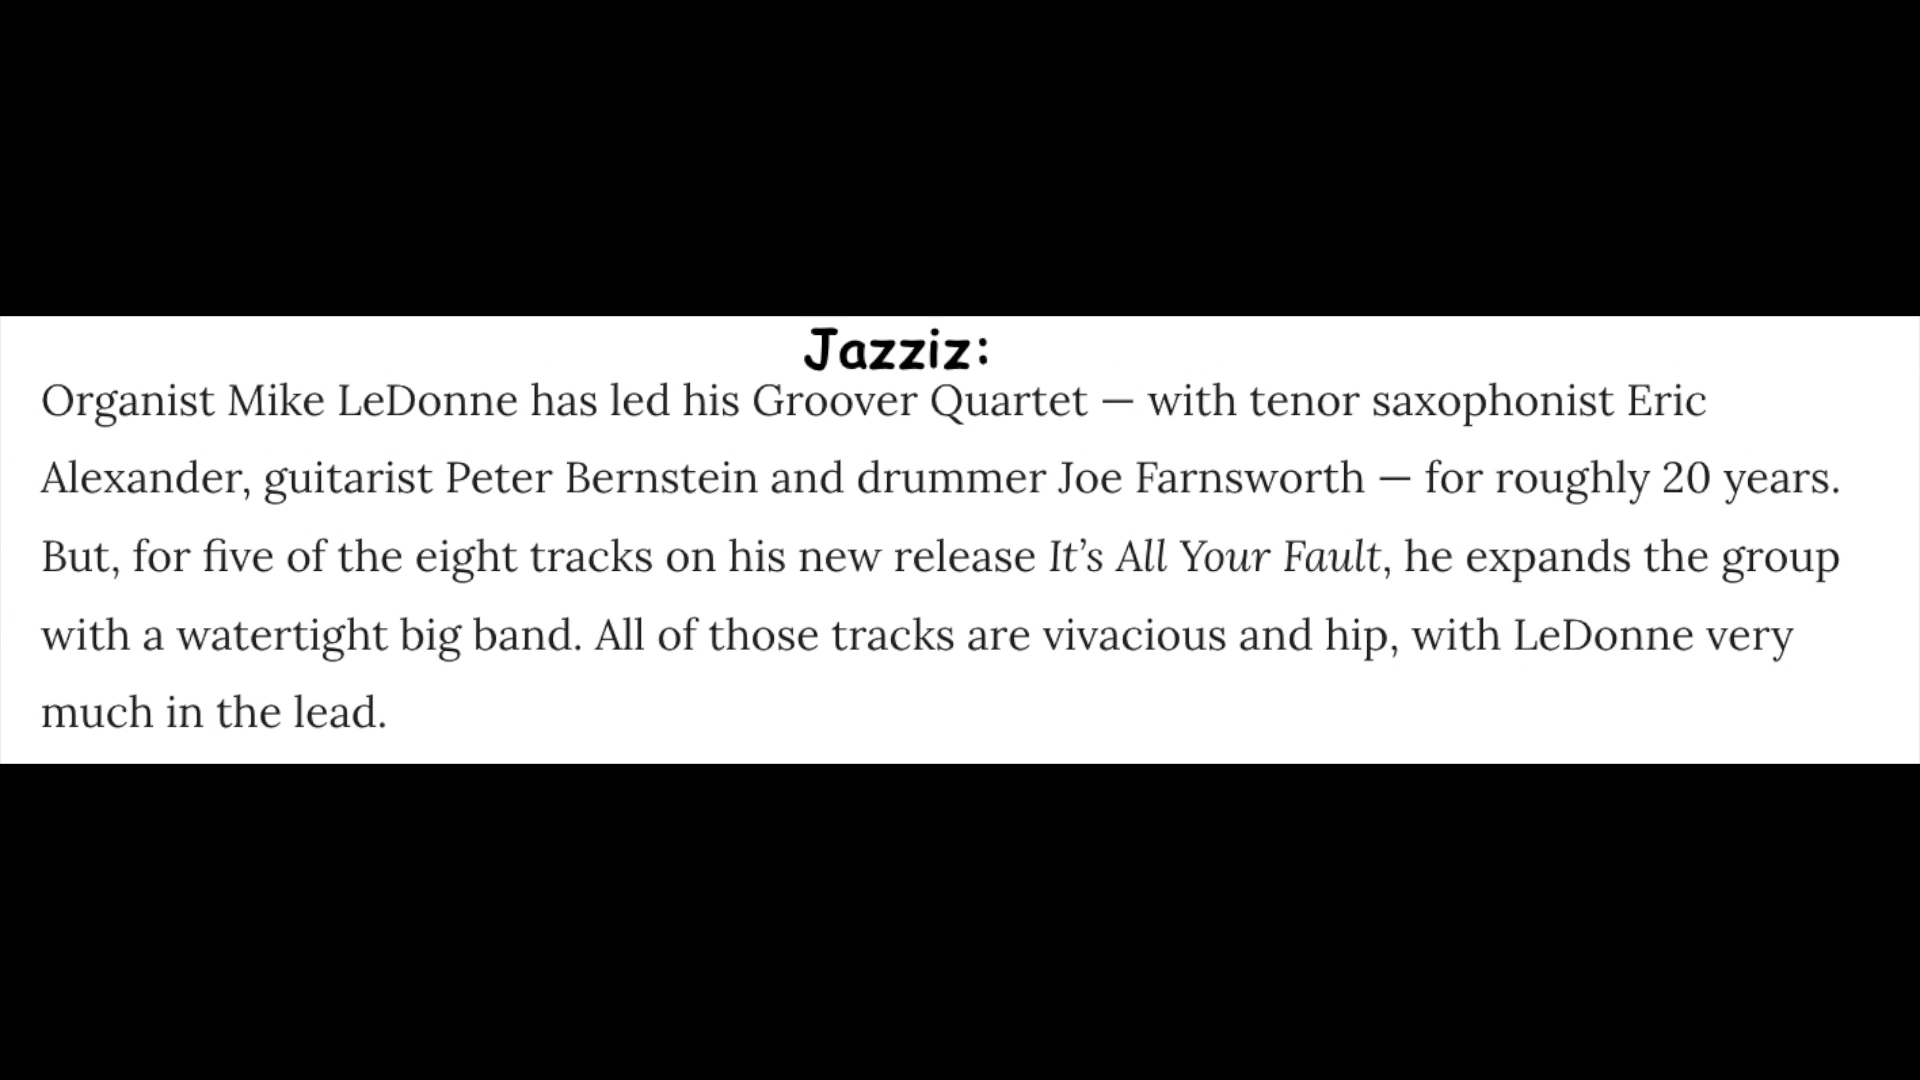 Jazziz:
Organist Mike LeDonne has led his Groover Quartet — with tenor saxophonist Eric
Alexander, guitarist Peter Bernstein and drummer Joe Farnsworth — for roughly 20 years.
But, for five of the eight tracks on his new release It’s All Your Fault, he expands the group
with a watertight big band. All of those tracks are vivacious and hip, with LeDonne very
much in the lead.